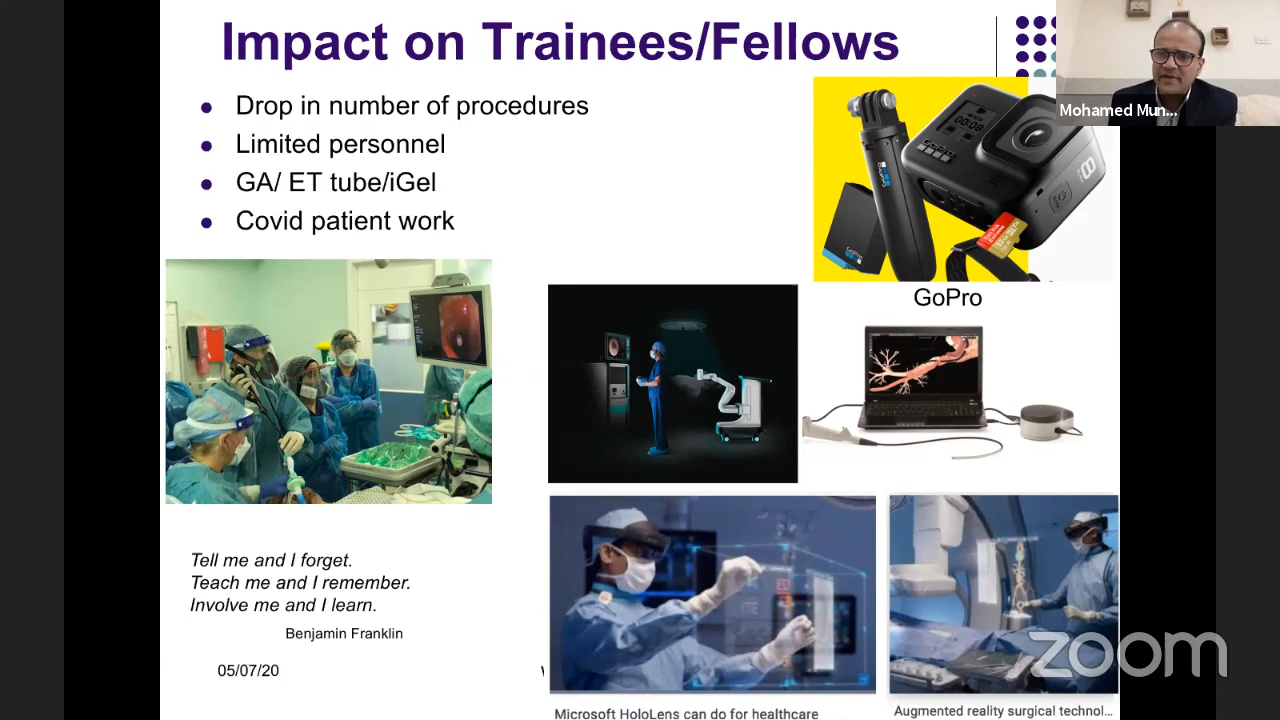 Impact on Trainees/Fellows
Drop in number of procedures
Limited personnel
GA/ ET tube/iGel
Covid patient work
Mohamed Mun...
GoPro
Tell me and I forget.
Teach me and I remember.
Involve me and I learn.
Benjamin Franklin
05/07/20
Microsoft HoloLens can do for healthcare
Augmented reality surgical technol...
zoom